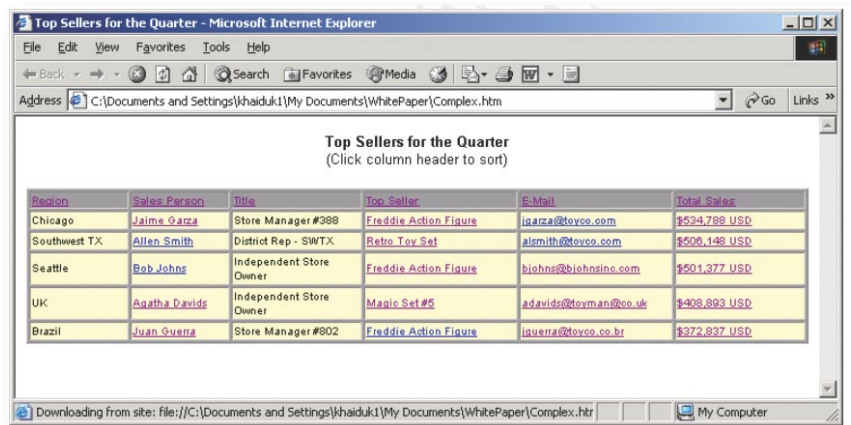 Top Sellers for the Quarter - Microsoft Internet Explorer
File Edit View Favorites Tools Help
Back Search Favorites Media
Address C:\Documents and Settings\khaiduk1\My Documents\WhitePaper\Complex.htm Go Links »
Top Sellers for the Quarter
(Click column header to sort)
Region Sales Person Title Top Seller E-Mail Total Sales
Chicago Jaime Garza Store Manager #388 Freddie Action Figure jgarza@toyco.com $534,788 USD
Southwest TX Allen Smith District Rep - SWTX Retro Toy Set alsmith@toyco.com $506,148 USD
Seattle Bob Johns Independent Store Owner Freddie Action Figure bjohns@bjohnsinc.com $501,377 USD
UK Agatha Davids Independent Store Owner Magic Set #5 adavids@toyman@co.uk $408,893 USD
Brazil Juan Guerra Store Manager #802 Freddie Action Figure jguerra@toyco.co.br $372,837 USD
Downloading from site: file://C:\Documents and Settings\khaiduk1\My Documents\WhitePaper\Complex.htr My Computer